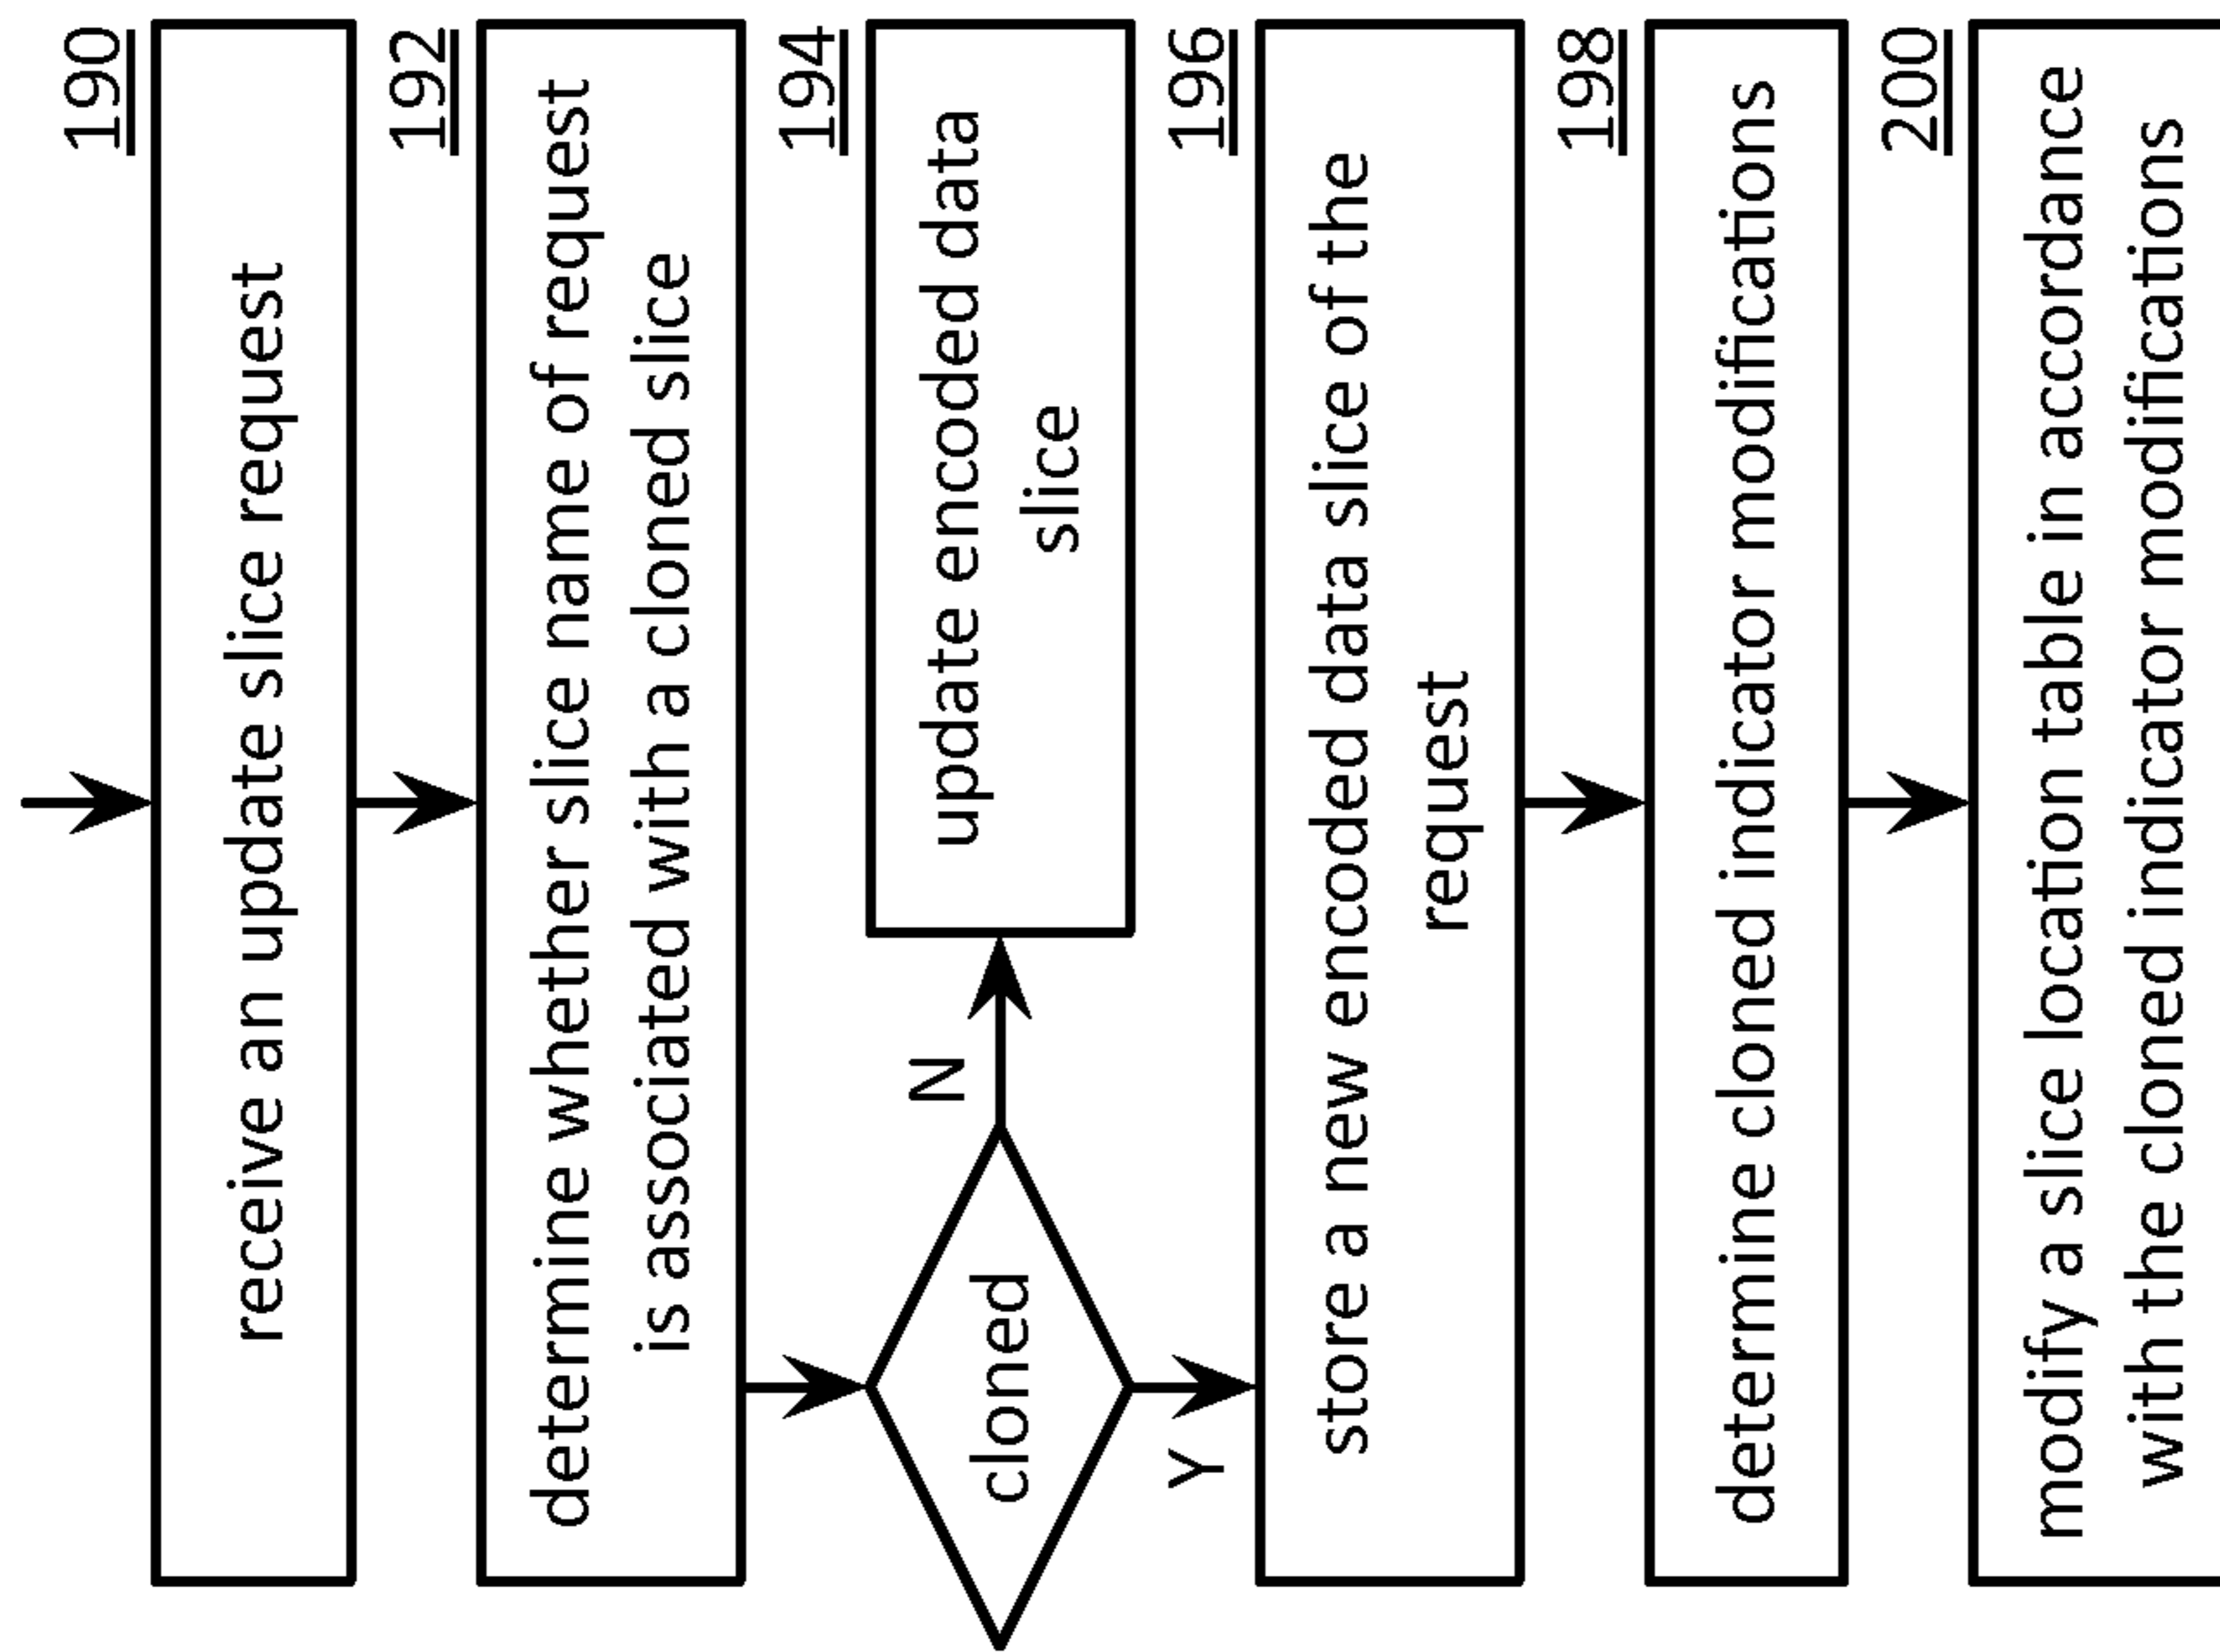 190
receive an update slice request
192
determine whether slice name of request
is associated with a cloned slice
cloned
N
Y
194
update encoded data
slice
196
store a new encoded data slice of the
request
198
determine cloned indicator modifications
200
modify a slice location table in accordance
with the cloned indicator modifications